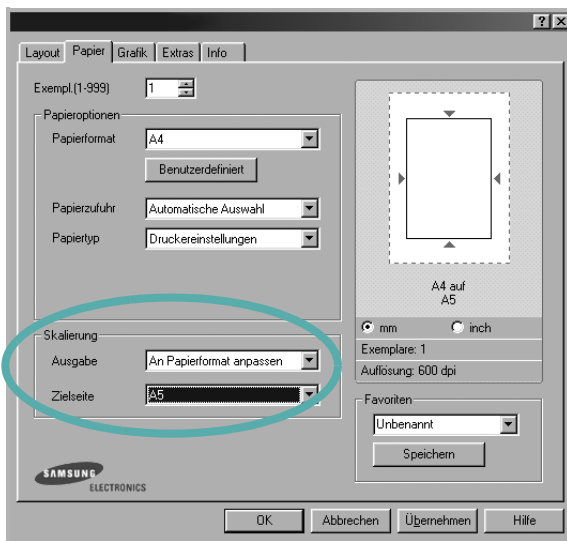 Layout Papier Grafik Extras Info
Exempl.(1-999) 1
Papieroptionen
Papierformat A4
Benutzerdefiniert
Papierzufuhr Automatische Auswahl
Papiertyp Druckereinstellungen
Skalierung
Ausgabe An Papierformat anpassen
Zielseite A5
SAMSUNG
ELECTRONICS
A4 auf
A5
mm inch
Exemplare: 1
Auflösung: 600 dpi
Favoriten
Unbenannt
Speichern
OK Abbrechen Übernehmen Hilfe